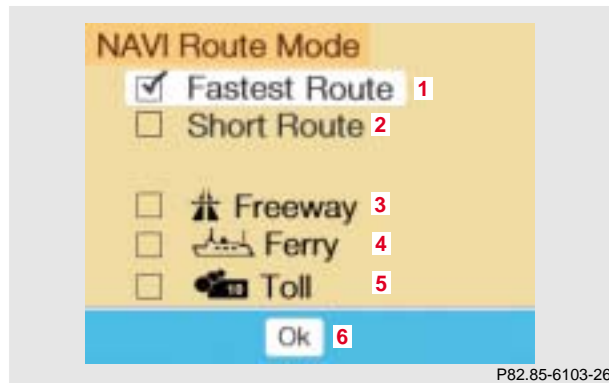 NAVI Route Mode
Fastest Route 1
Short Route 2
Freeway 3
Ferry 4
Toll 5
Ok 6
P82.85-6103-26